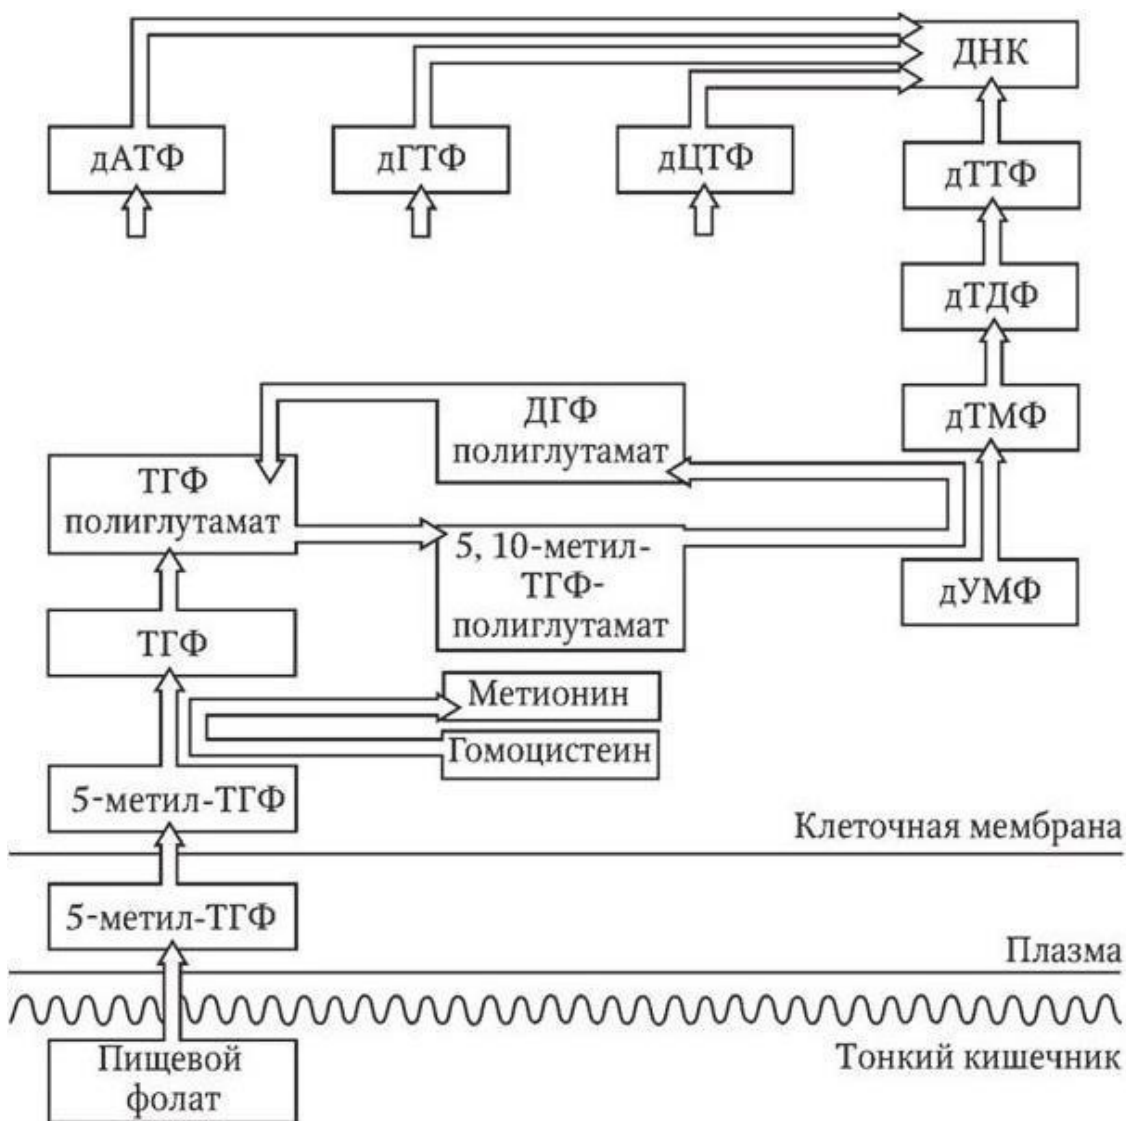 ДНК
дАТФ
дГТФ
дЦТФ
дТТФ
дТДФ
дТМФ
ДГФ
полиглутамат
ТГФ
полиглутамат
5, 10-метил-
ТГФ-
полиглутамат
дУМФ
ТГФ
Метионин
Гомоцистеин
5-метил-ТГФ
Клеточная мембрана
5-метил-ТГФ
Плазма
Пищевой
фолат
Тонкий кишечник